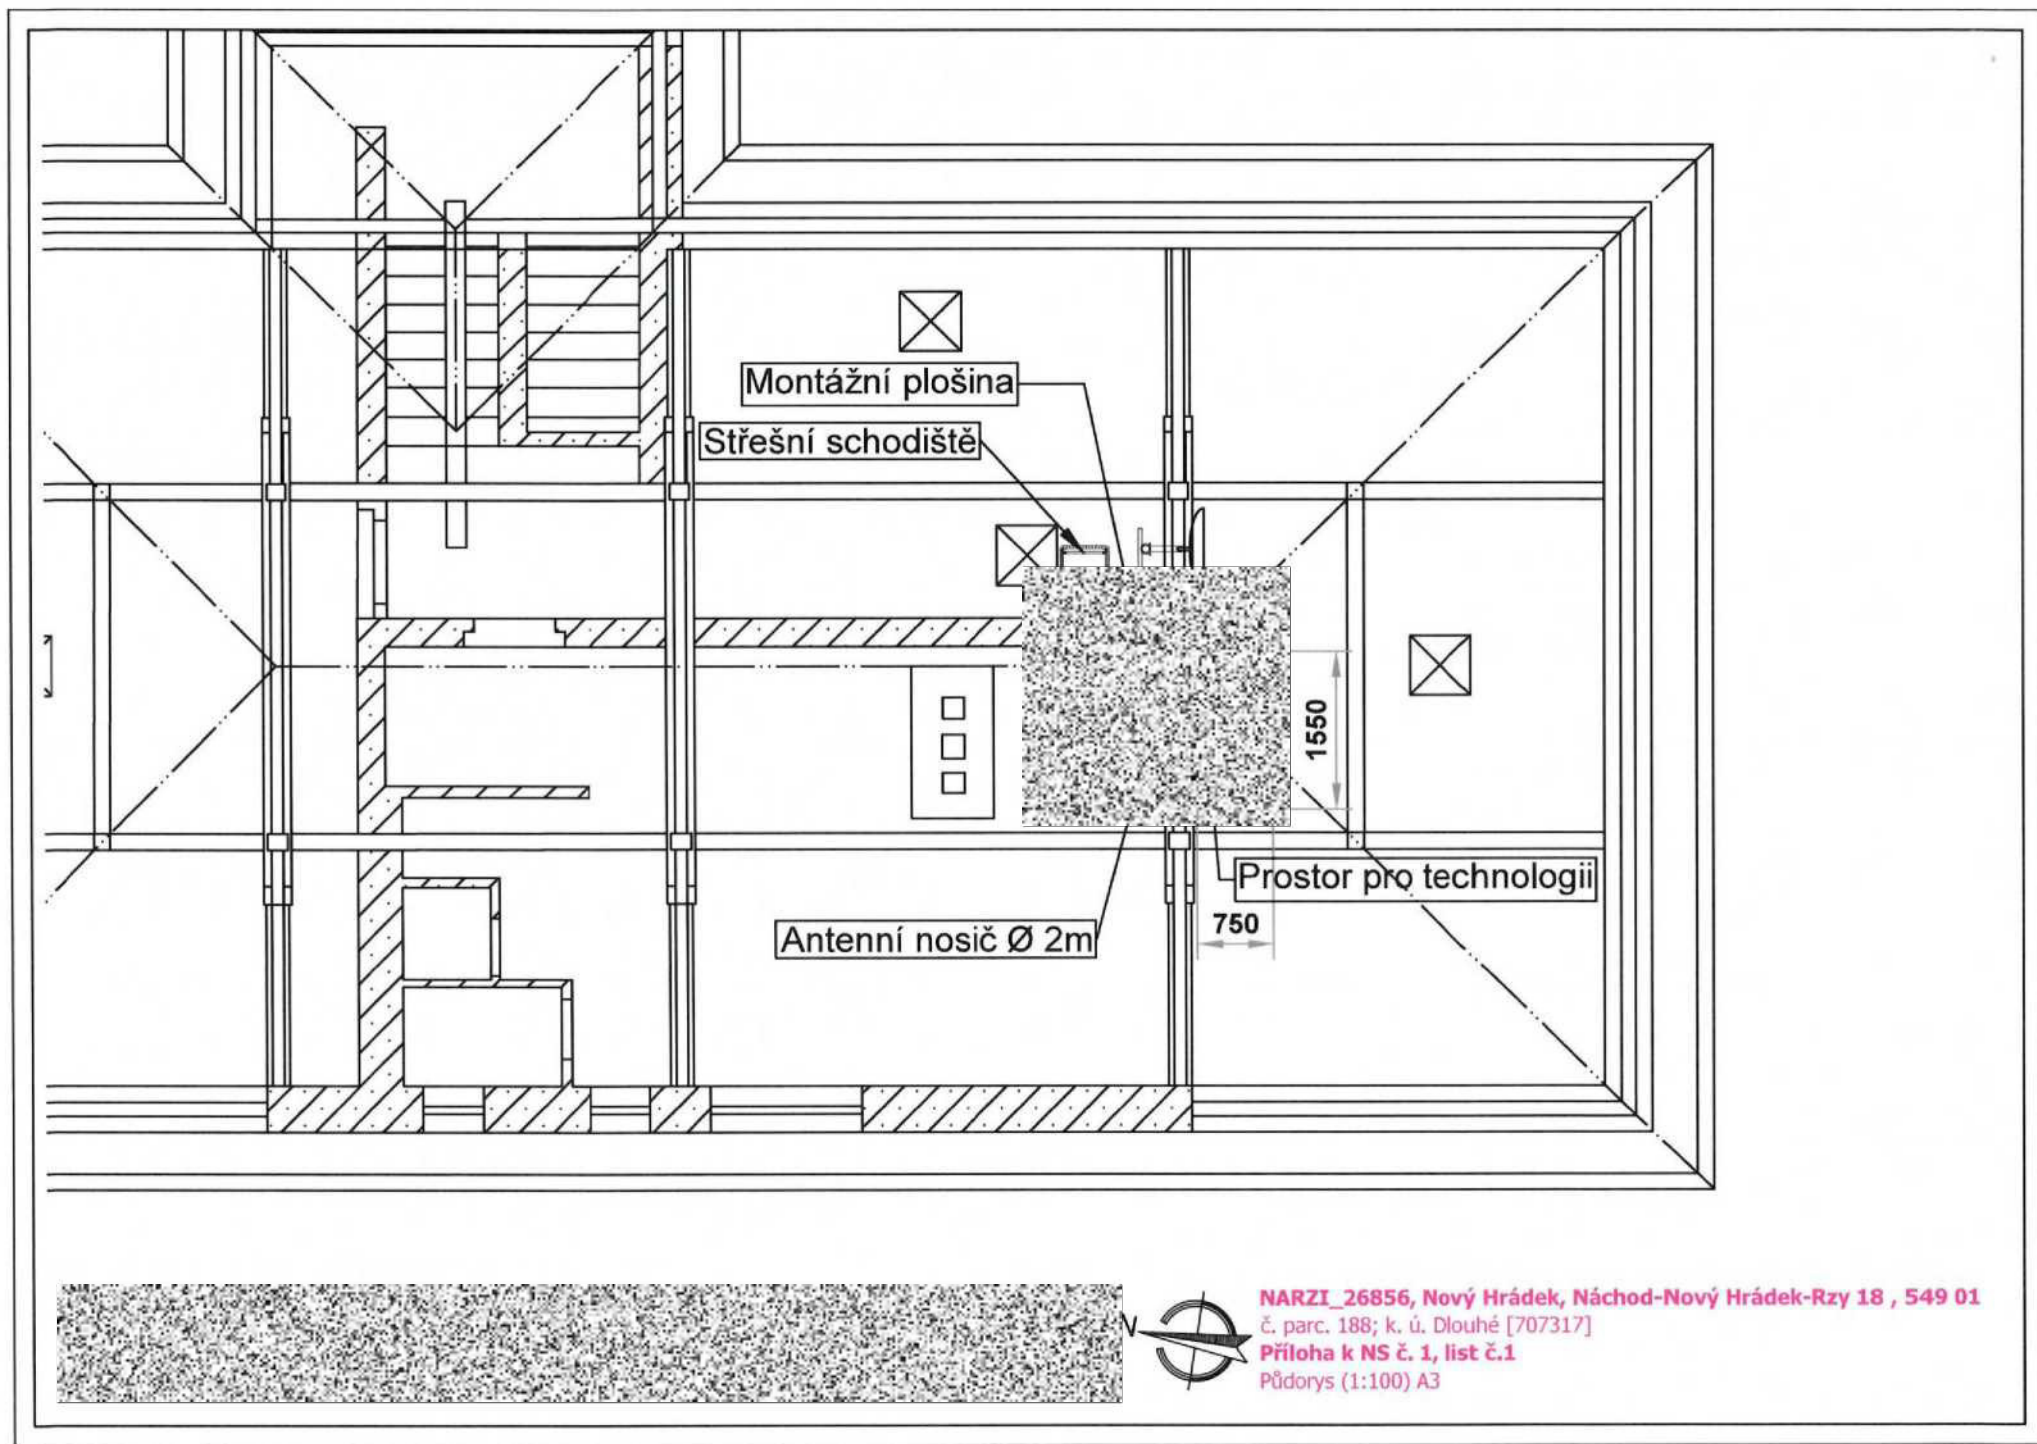 Montážní plošina
Střešní schodiště
1550
Prostor pro technologii
750
Antenní nosič Ø 2m
NARZI_26856, Nový Hrádek, Náchod-Nový Hrádek-Rzy 18 , 549 01
č. parc. 188; k. ú. Dlouhé [707317]
Příloha k NS č. 1, list č.1
Půdorys (1:100) A3